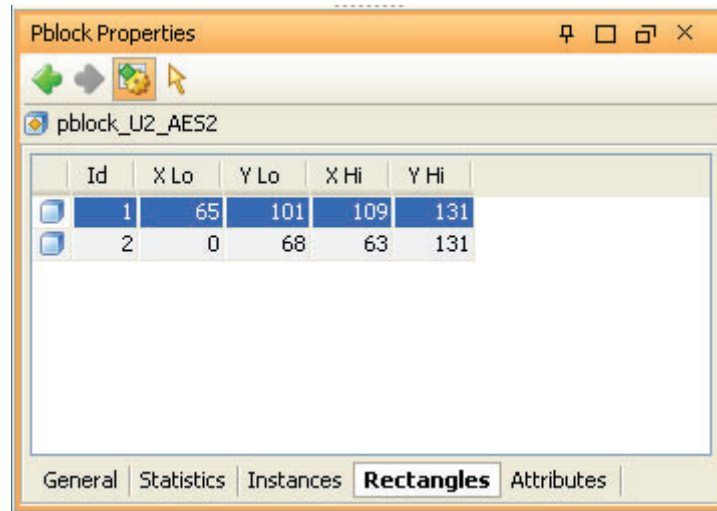 Pblock Properties
pblock_U2_AES2
Id X Lo Y Lo X Hi Y Hi
1 65 101 109 131
2 0 68 63 131
General Statistics Instances Rectangles Attributes